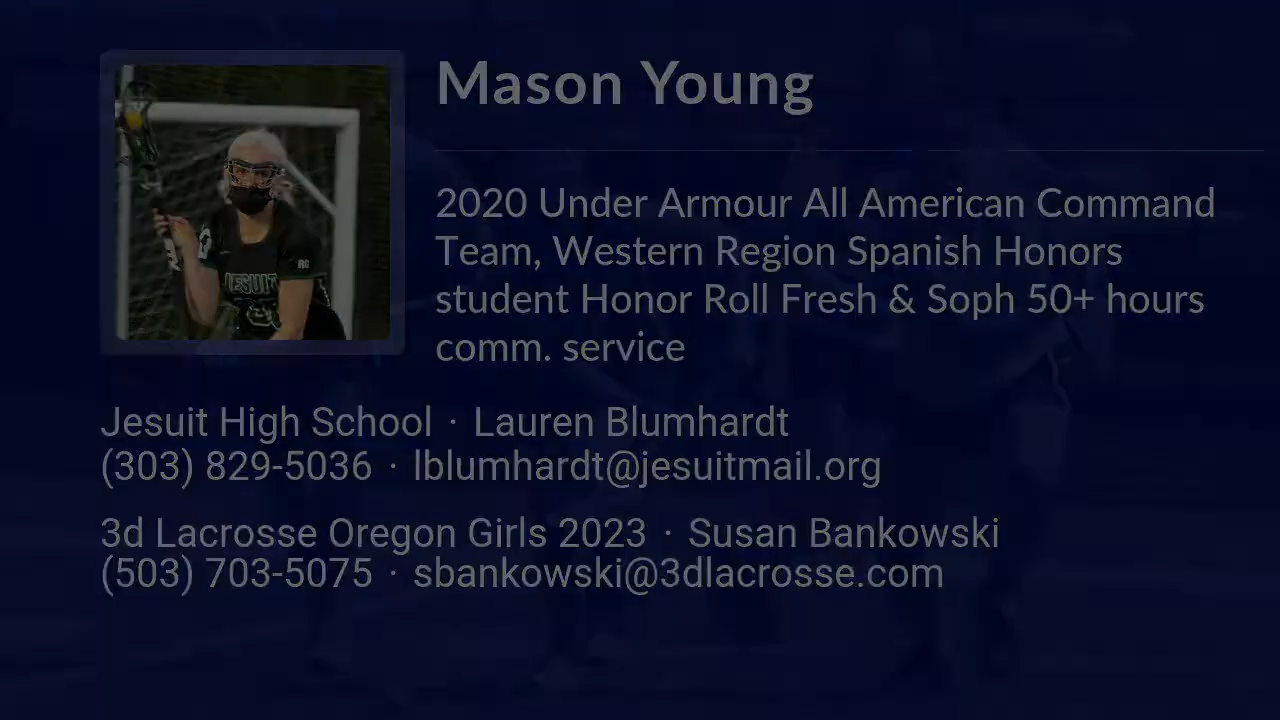 Mason Young
2020 Under Armour All American Command
Team, Western Region Spanish Honors
student Honor Roll Fresh & Soph 50+ hours
comm. service
JESUIT
RG
Jesuit High School · Lauren Blumhardt
(303) 829-5036 · lblumhardt@jesuitmail.org
3d Lacrosse Oregon Girls 2023 · Susan Bankowski
(503) 703-5075 · sbankowski@3dlacrosse.com